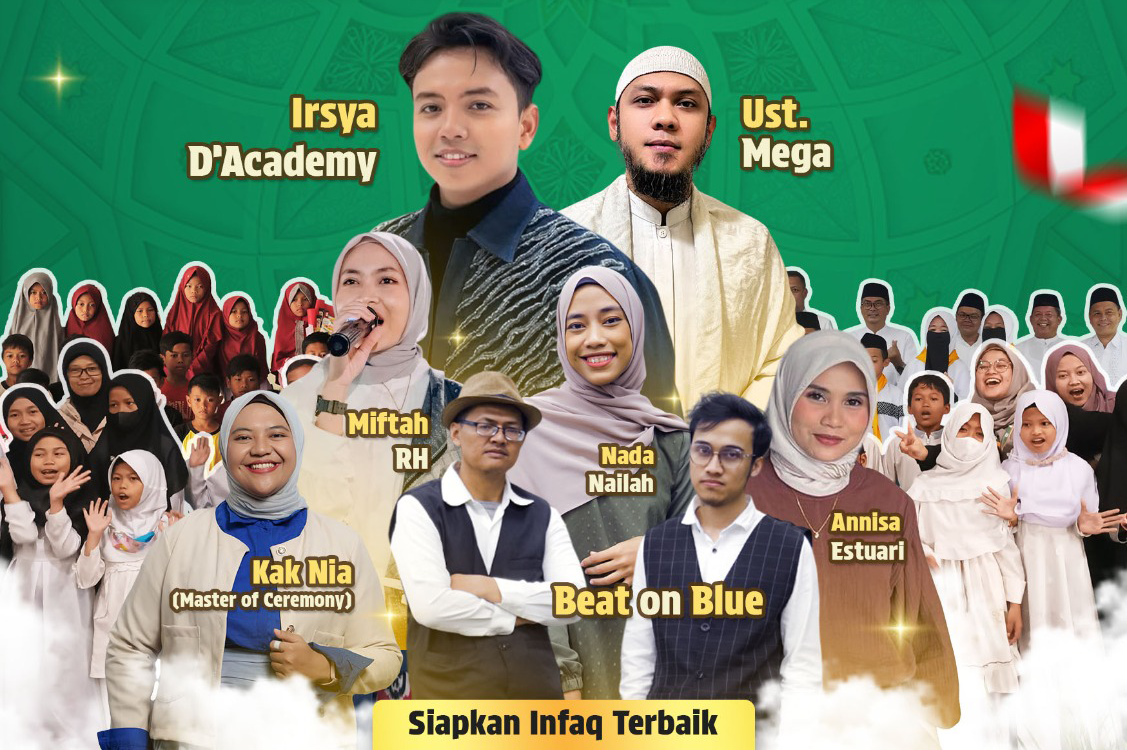 Irsya
D'Academy
Ust.
Mega
Miftah
RH
Nada
Nailah
Annisa
Estuari
Kak Nia
(Master of Ceremony)
Beat on Blue
Siapkan Infaq Terbaik